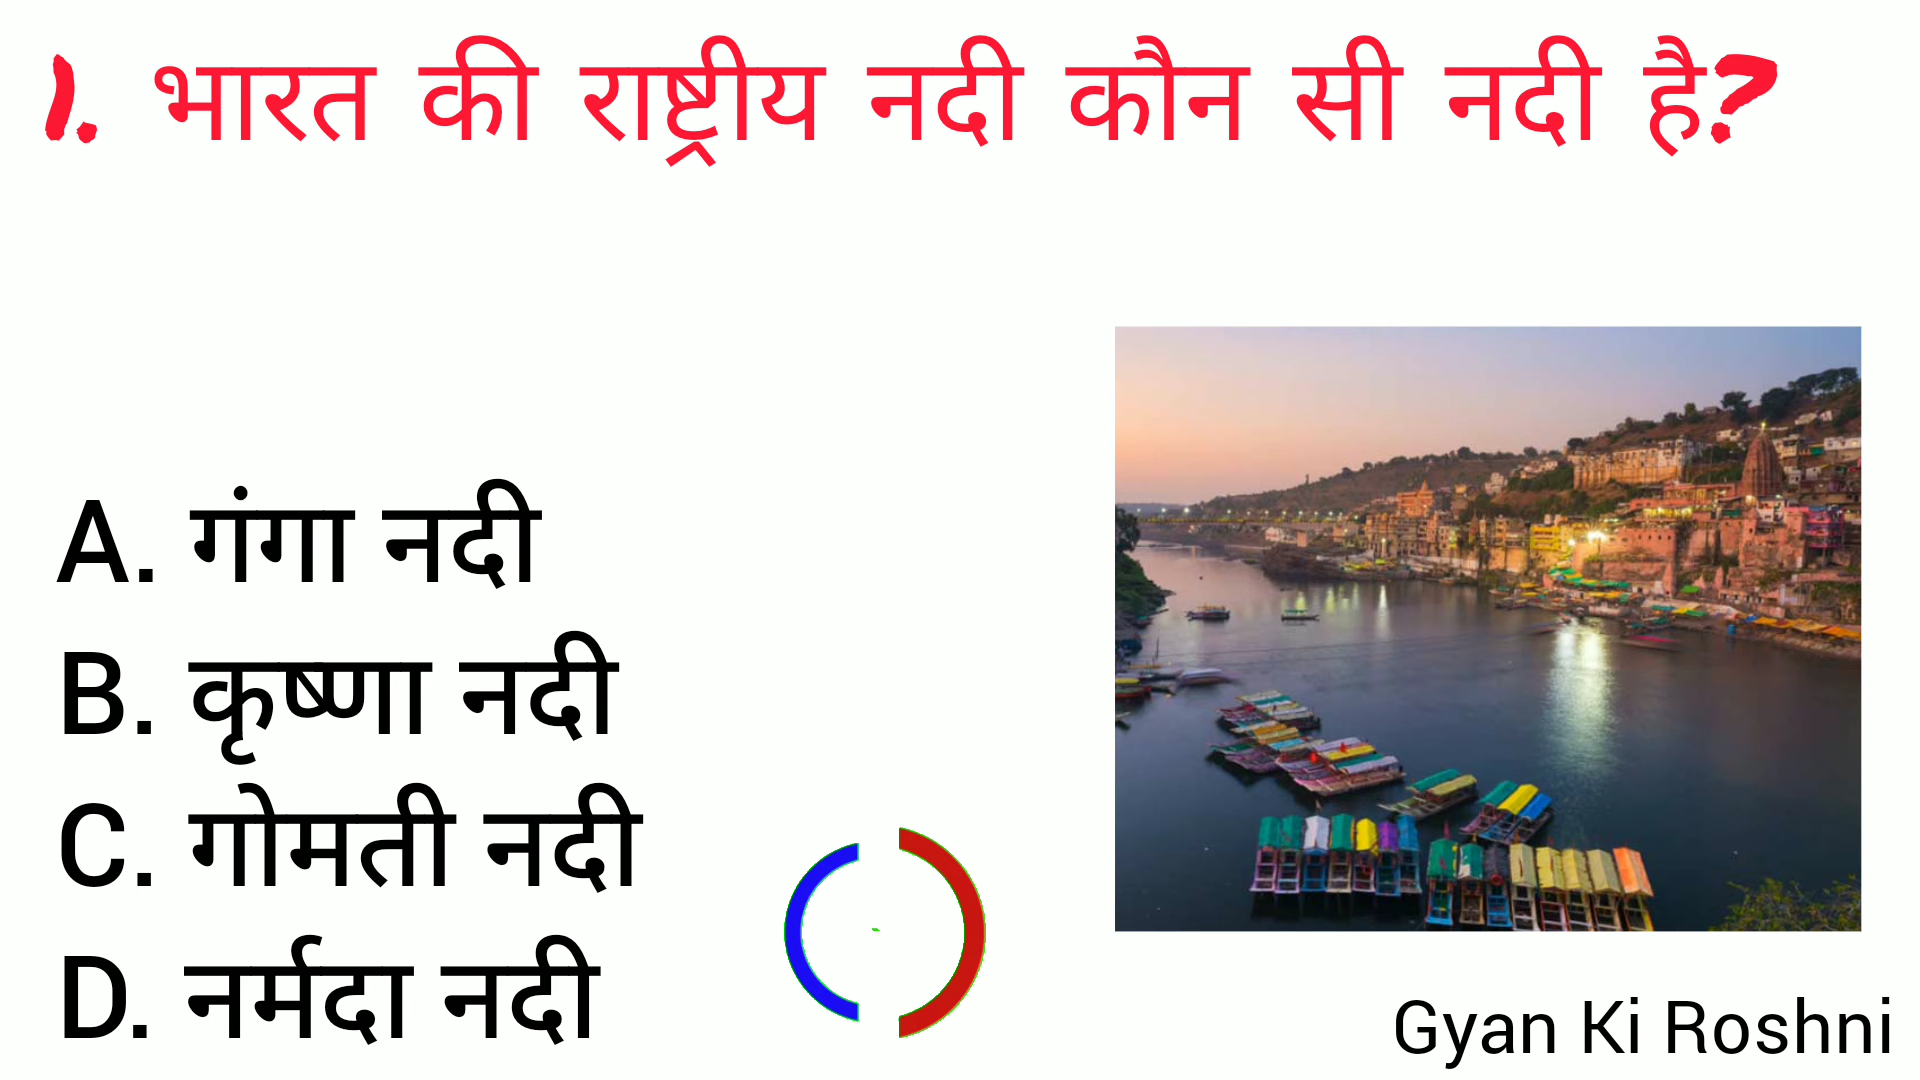 1. भारत की राष्ट्रीय नदी कौन सी नदी है?
A. गंगा नदी
B. कृष्णा नदी
C. गोमती नदी
D. नर्मदा नदी
Gyan Ki Roshni